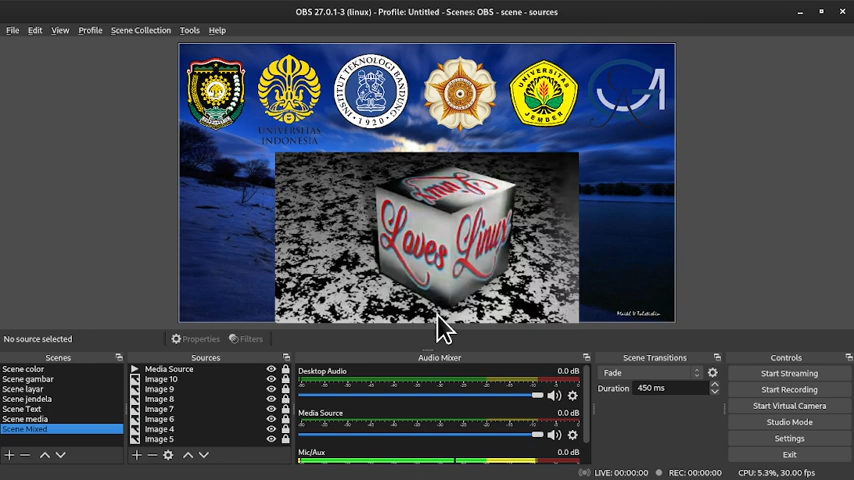 OBS 27.0.1-3 (linux) - Profile: Untitled - Scenes: OBS - scene - sources
File Edit View Profile Scene Collection Tools Help
UNIVERSITAS
INDONESIA
INSTITUT TEKNOLOGI BANDUNG
1920
UNIVERSITAS
JEMBER
Linux
Loves Linux
No source selected
Properties Filters
Scenes Sources Audio Mixer Scene Transitions Controls
Scene color
Scene gambar
Scene layar
Scene jendela
Scene Text
Scene media
Scene Mixed
Media Source
Image 10
Image 9
Image 8
Image 7
Image 6
Image 4
Image 5
Desktop Audio 0.0 dB
Media Source 0.0 dB
Mic/Aux 0.0 dB
Fade
Duration 450 ms
Start Streaming
Start Recording
Start Virtual Camera
Studio Mode
Settings
Exit
LIVE: 00:00:00 REC: 00:00:00 CPU: 5.3%, 30.00 fps